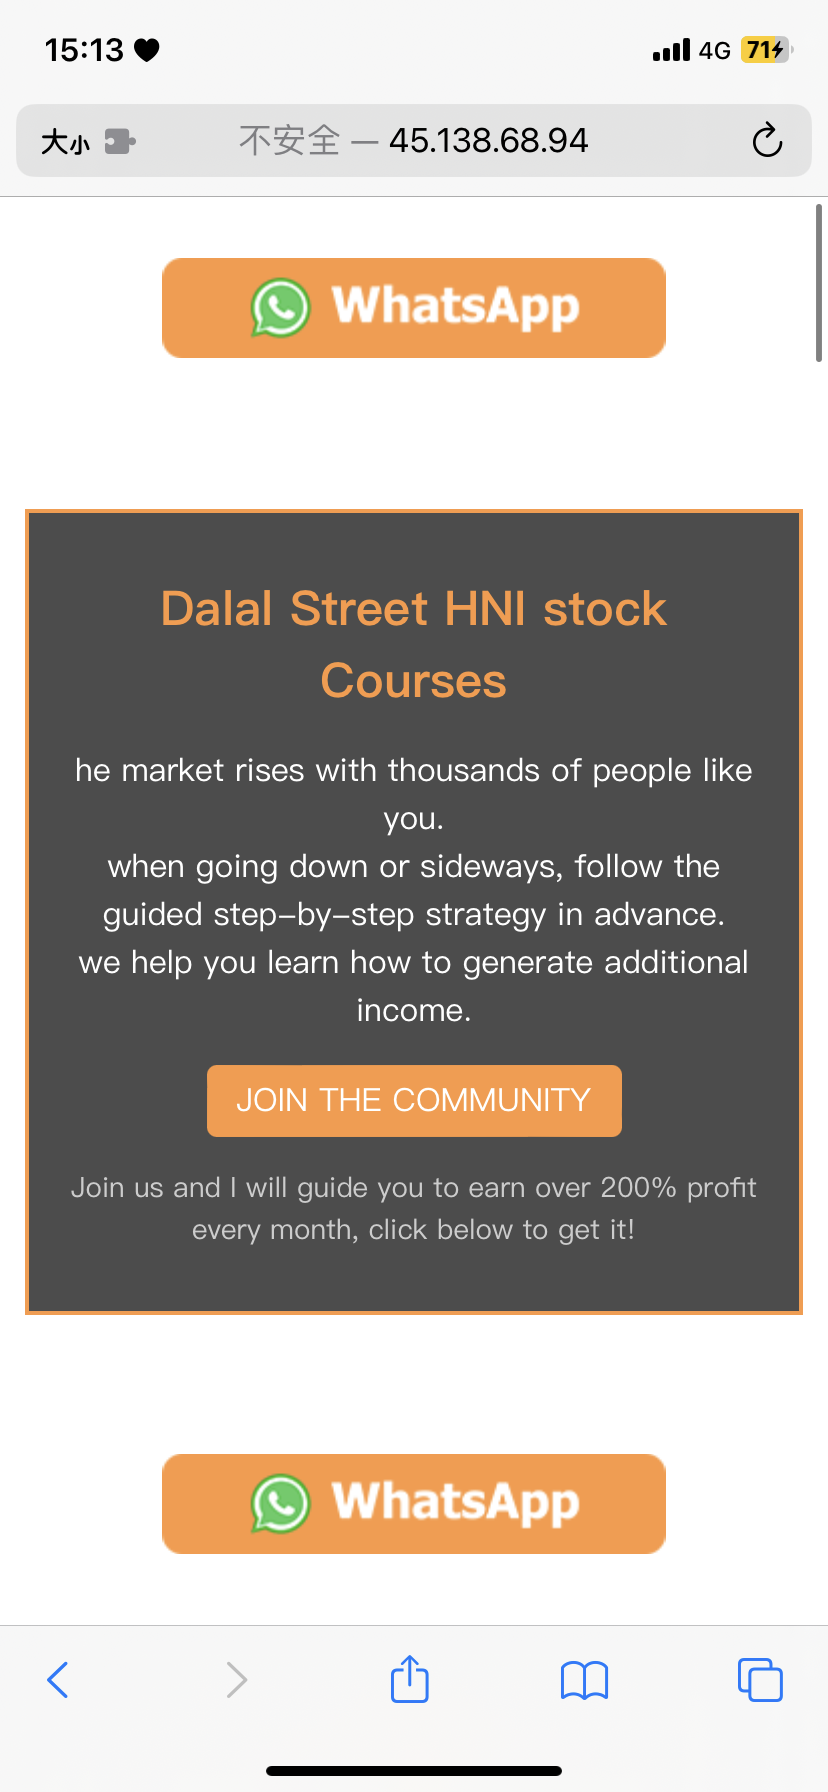 15:13
4G
71
大小
不安全 — 45.138.68.94
WhatsApp
Dalal Street HNI stock
Courses
he market rises with thousands of people like
you.
when going down or sideways, follow the
guided step-by-step strategy in advance.
we help you learn how to generate additional
income.
JOIN THE COMMUNITY
Join us and I will guide you to earn over 200% profit
every month, click below to get it!
WhatsApp